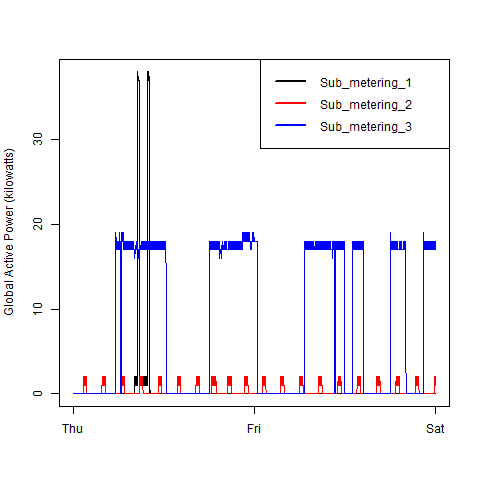 Sub_metering_1
Sub_metering_2
Sub_metering_3
Global Active Power (kilowatts)
30
20
10
0
Thu Fri Sat